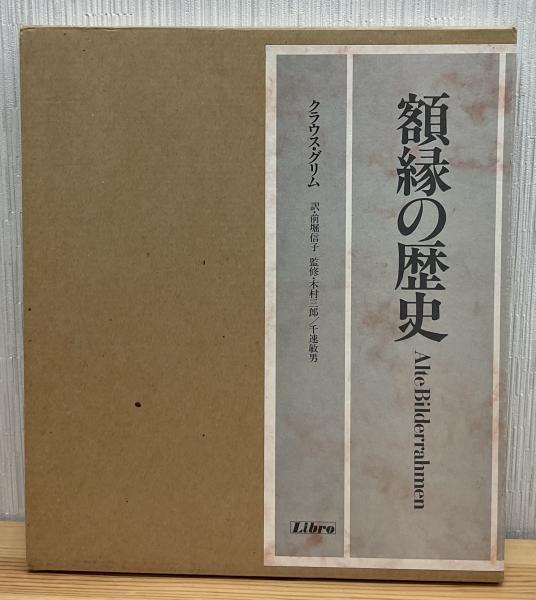 額縁の歴史
Alte Bilderrahmen
クラウス・グリム
訳・前堀信子 監修・木村三郎/千速敏男
Libro